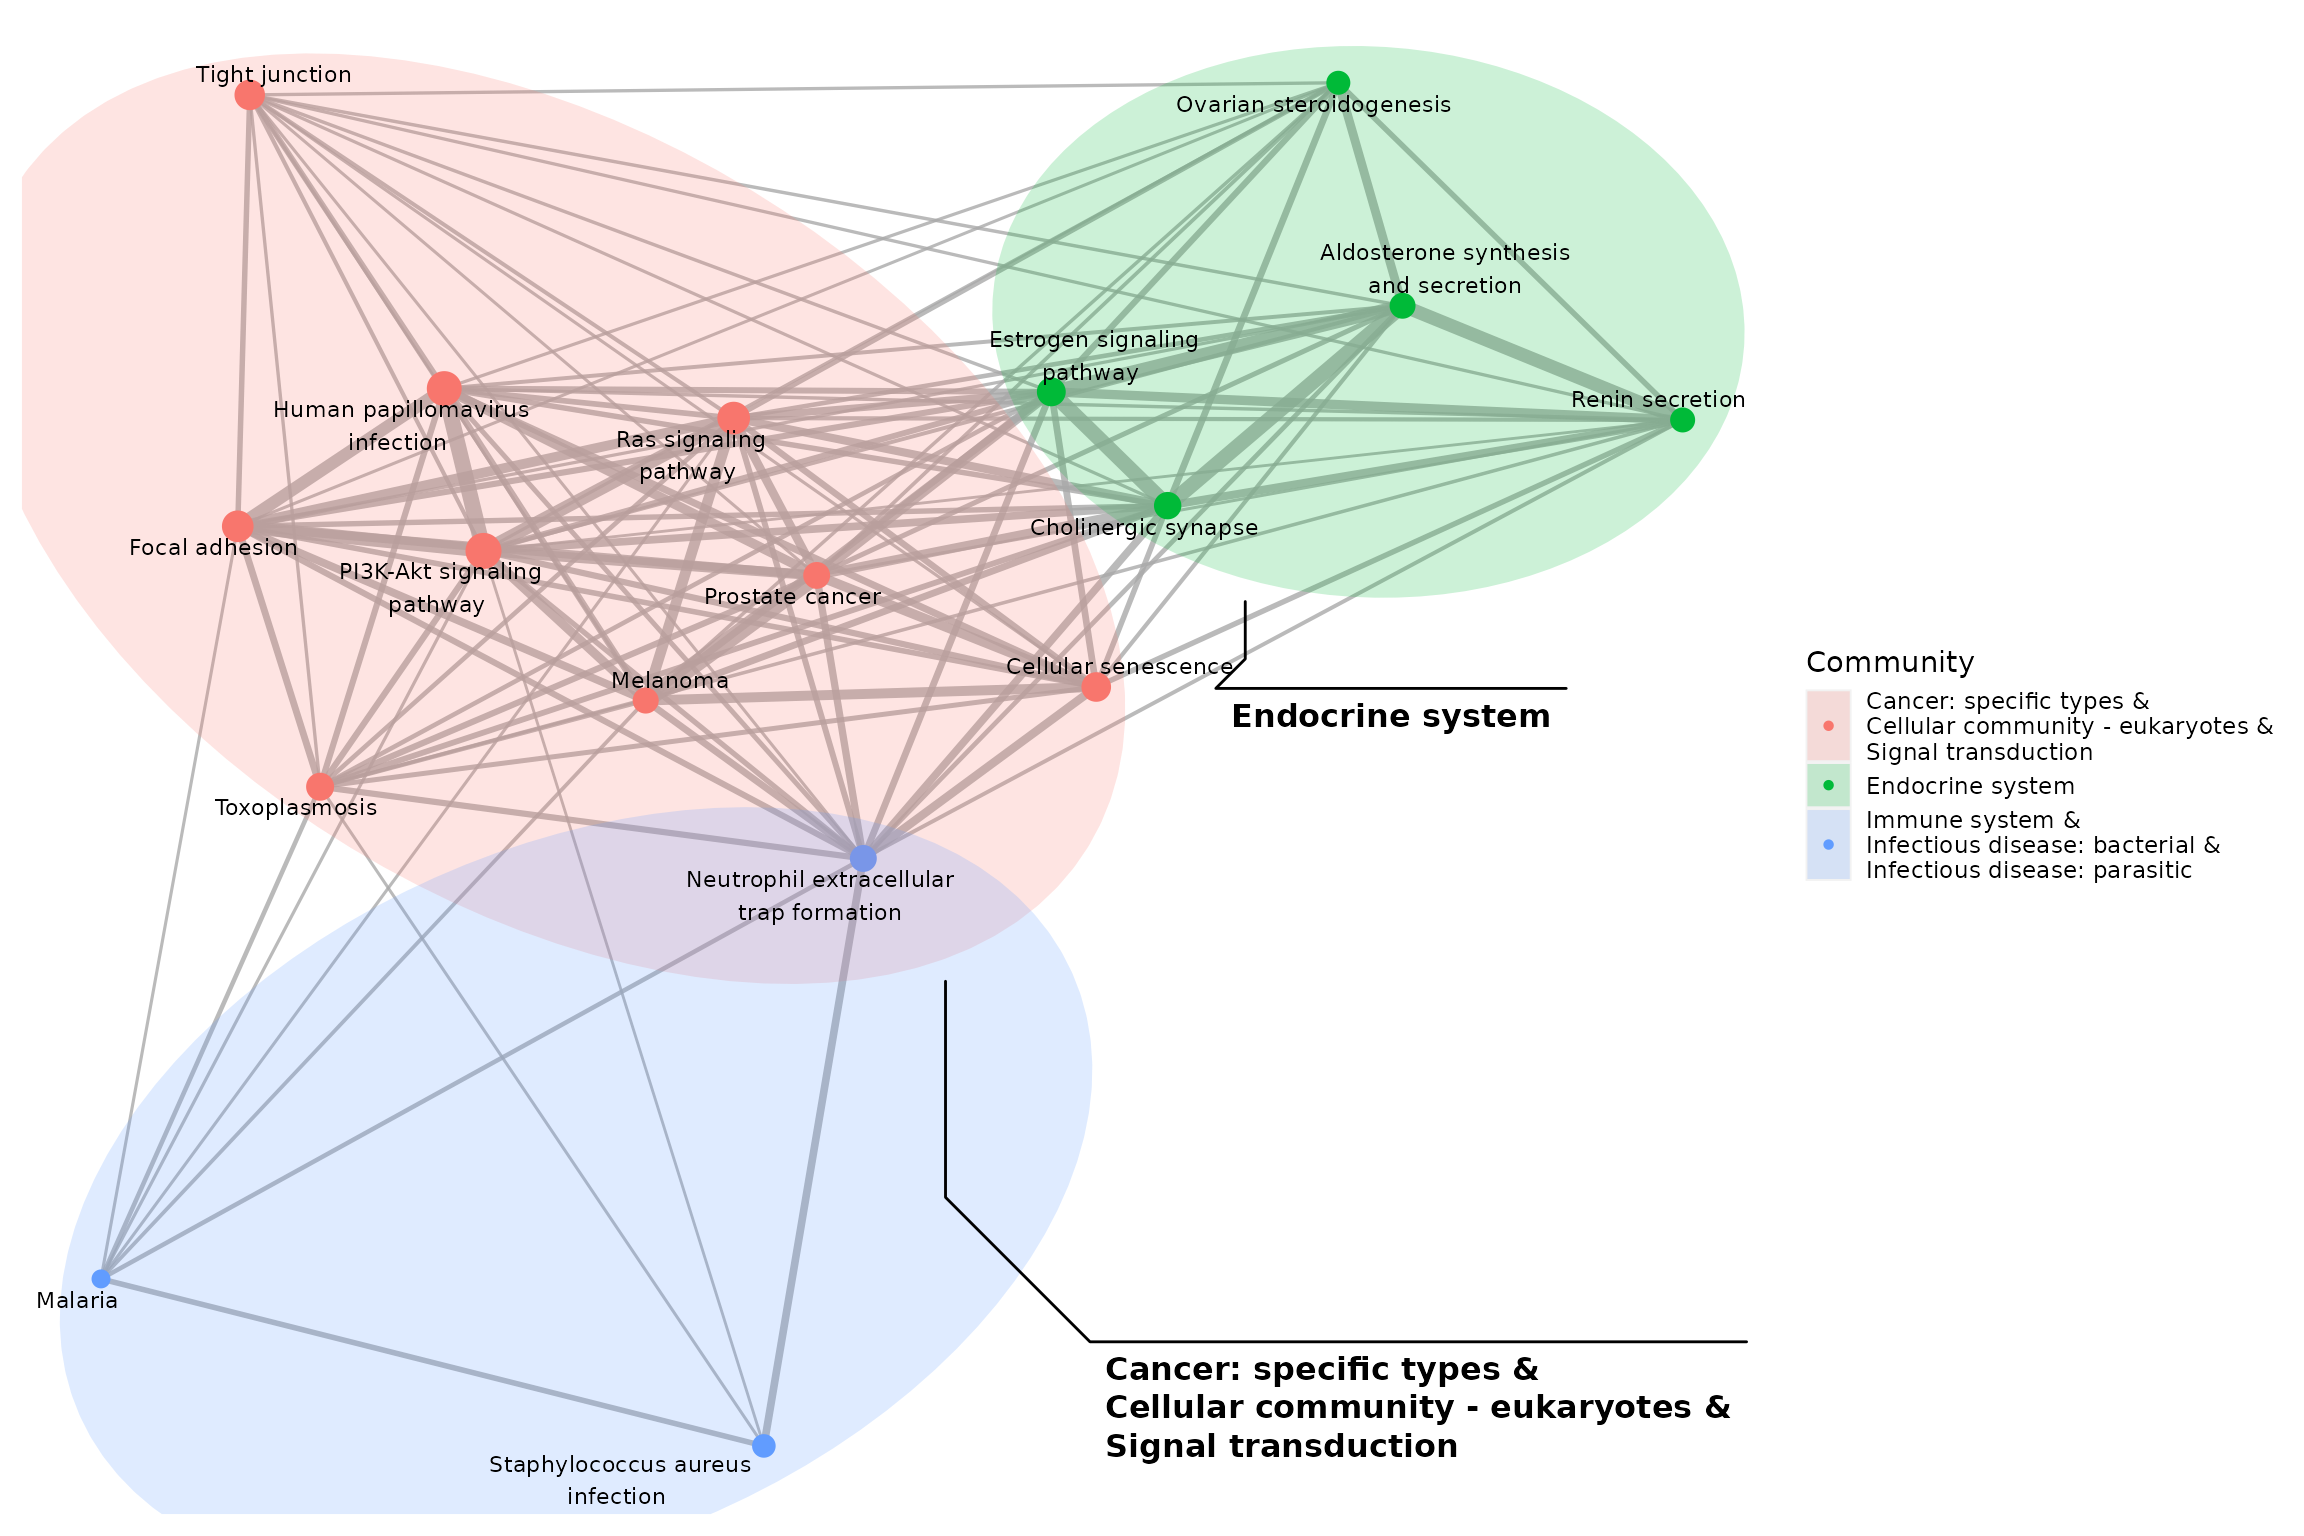 Tight junction
Ovarian steroidogenesis
Aldosterone synthesis
and secretion
Estrogen signaling
pathway
Renin secretion
Human papillomavirus
infection
Ras signaling
pathway
Cholinergic synapse
Focal adhesion
PI3K-Akt signaling
pathway
Prostate cancer
Cellular senescence
Melanoma
Endocrine system
Toxoplasmosis
Neutrophil extracellular
trap formation
Malaria
Staphylococcus aureus
infection
Cancer: specific types &
Cellular community - eukaryotes &
Signal transduction
Community
Cancer: specific types &
Cellular community - eukaryotes &
Signal transduction
Endocrine system
Immune system &
Infectious disease: bacterial &
Infectious disease: parasitic